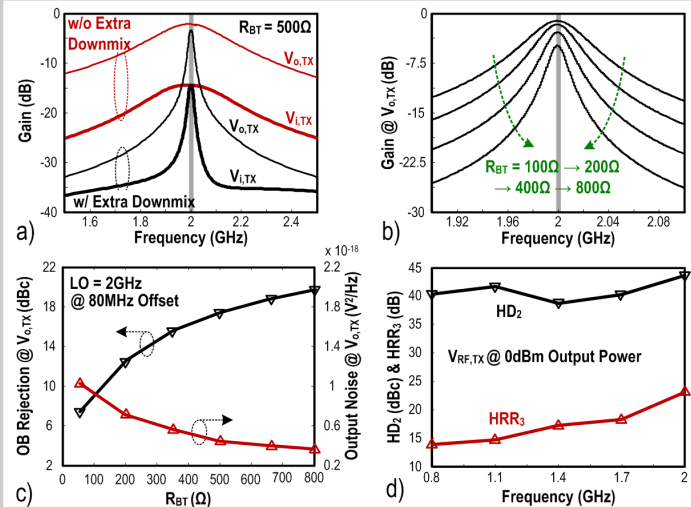 w/o Extra
Downmix
R_BT = 500Ω
V_o,TX
V_i,TX
V_o,TX
V_i,TX
w/ Extra Downmix
0
-10
-20
-30
-40
Gain (dB)
1.6 1.8 2 2.2 2.4
Frequency (GHz)
a)
0
-7.5
-15
-22.5
-30
Gain @ V_o,TX (dB)
R_BT = 100Ω → 200Ω
→ 400Ω → 800Ω
1.92 1.96 2 2.04 2.08
Frequency (GHz)
b)
x 10⁻¹⁸
LO = 2GHz
@ 80MHz Offset
22
20
18
16
14
12
10
8
6
4
2
OB Rejection @ V_o,TX (dBc)
2.2
1.8
1.4
1
0.6
0.2
Output Noise @ V_o,TX (V²/Hz)
0 100 200 300 400 500 600 700 800
R_BT (Ω)
c)
45
40
35
30
25
20
15
10
HD₂ (dBc) & HRR₃ (dB)
HD₂
V_RF,TX @ 0dBm Output Power
HRR₃
0.8 1.1 1.4 1.7 2
Frequency (GHz)
d)